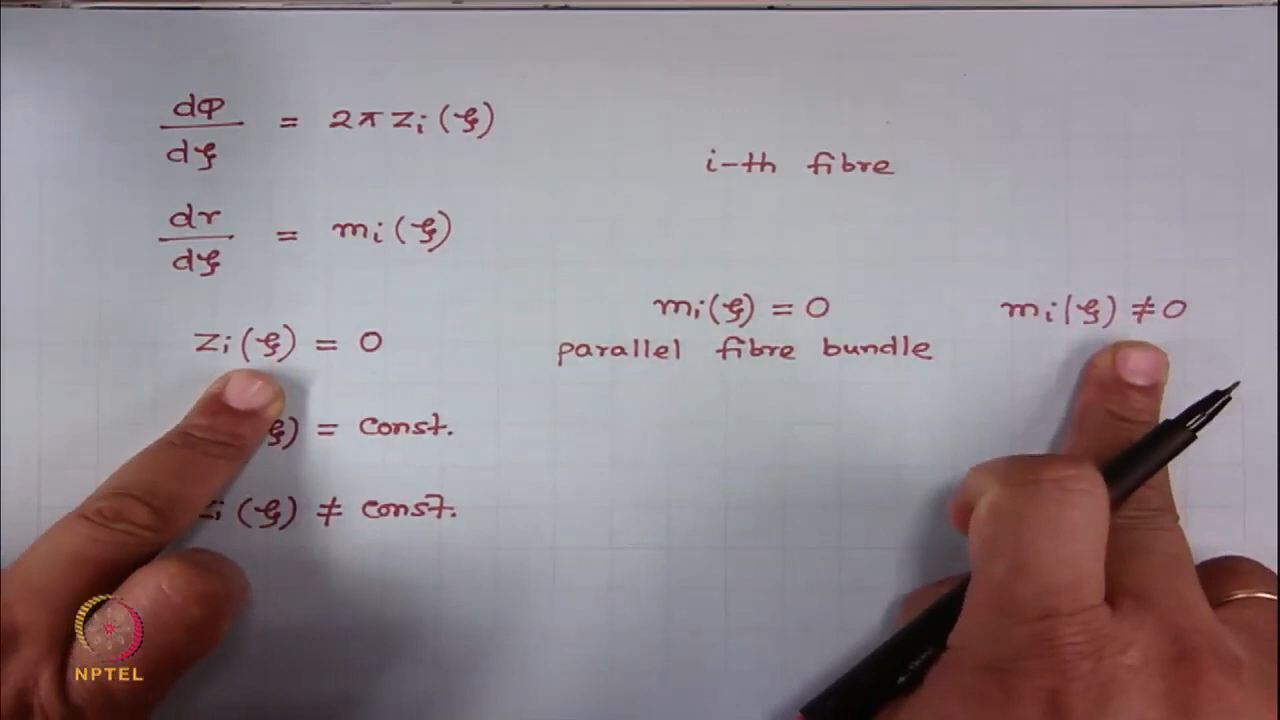 dφ/dξ = 2π zᵢ(ξ)
i-th fibre
dr/dξ = mᵢ(ξ)
mᵢ(ξ) = 0
mᵢ(ξ) ≠ 0
zᵢ(ξ) = 0
parallel fibre bundle
ξ) = const.
zᵢ(ξ) ≠ const.
NPTEL